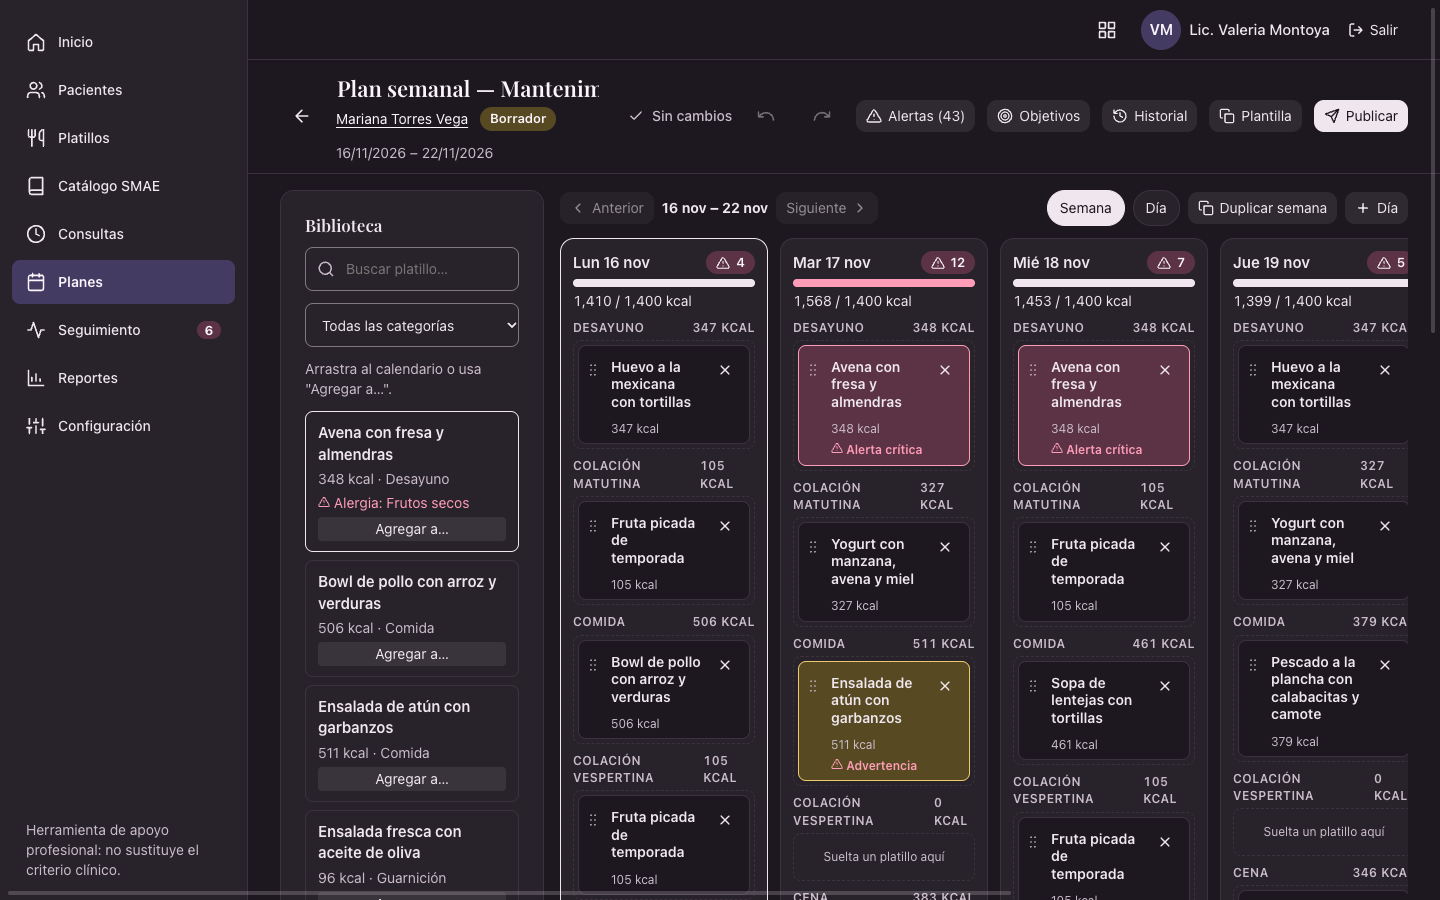 Inicio
Pacientes
Platillos
Catálogo SMAE
Consultas
Planes
Seguimiento 6
Reportes
Configuración
Herramienta de apoyo
profesional: no sustituye el
criterio clínico.
VM Lic. Valeria Montoya Salir
Plan semanal — Mantenim
Mariana Torres Vega Borrador
16/11/2026 – 22/11/2026
Sin cambios
Alertas (43)
Objetivos
Historial
Plantilla
Publicar
Biblioteca
Buscar platillo...
Todas las categorías
Arrastra al calendario o usa
"Agregar a...".
Avena con fresa y
almendras
348 kcal · Desayuno
Alergia: Frutos secos
Agregar a...
Bowl de pollo con arroz y
verduras
506 kcal · Comida
Agregar a...
Ensalada de atún con
garbanzos
511 kcal · Comida
Agregar a...
Ensalada fresca con
aceite de oliva
96 kcal · Guarnición
Anterior 16 nov – 22 nov Siguiente
Semana Día Duplicar semana + Día
Lun 16 nov 4
1,410 / 1,400 kcal
DESAYUNO 347 KCAL
Huevo a la
mexicana
con tortillas
347 kcal
COLACIÓN 105
MATUTINA KCAL
Fruta picada
de
temporada
105 kcal
COMIDA 506 KCAL
Bowl de pollo
con arroz y
verduras
506 kcal
COLACIÓN 105
VESPERTINA KCAL
Fruta picada
de
temporada
105 kcal
Mar 17 nov 12
1,568 / 1,400 kcal
DESAYUNO 348 KCAL
Avena con
fresa y
almendras
348 kcal
Alerta crítica
COLACIÓN 327
MATUTINA KCAL
Yogurt con
manzana,
avena y miel
327 kcal
COMIDA 511 KCAL
Ensalada de
atún con
garbanzos
511 kcal
Advertencia
COLACIÓN 0
VESPERTINA KCAL
Suelta un platillo aquí
CENA 383 KCAL
Mié 18 nov 7
1,453 / 1,400 kcal
DESAYUNO 348 KCAL
Avena con
fresa y
almendras
348 kcal
Alerta crítica
COLACIÓN 105
MATUTINA KCAL
Fruta picada
de
temporada
105 kcal
COMIDA 461 KCAL
Sopa de
lentejas con
tortillas
461 kcal
COLACIÓN 105
VESPERTINA KCAL
Fruta picada
de
temporada
105 kcal
Jue 19 nov 5
1,399 / 1,400 kcal
DESAYUNO 347 KCA
Huevo a la
mexicana
con tortillas
347 kcal
COLACIÓN 327
MATUTINA KCAL
Yogurt con
manzana,
avena y miel
327 kcal
COMIDA 379 KCA
Pescado a la
plancha con
calabacitas y
camote
379 kcal
COLACIÓN 0
VESPERTINA KCAL
Suelta un platillo aquí
CENA 346 KCA